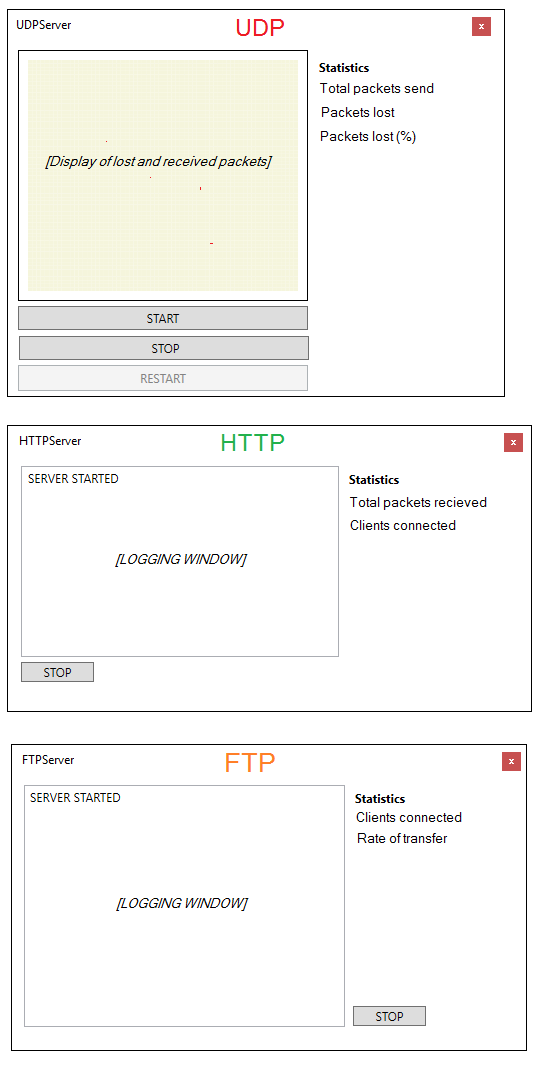 UDPServer
UDP
x
Statistics
Total packets send
Packets lost
Packets lost (%)
[Display of lost and received packets]
START
STOP
RESTART
HTTPServer
HTTP
x
SERVER STARTED
Statistics
Total packets recieved
Clients connected
[LOGGING WINDOW]
STOP
FTPServer
FTP
x
SERVER STARTED
Statistics
Clients connected
Rate of transfer
[LOGGING WINDOW]
STOP